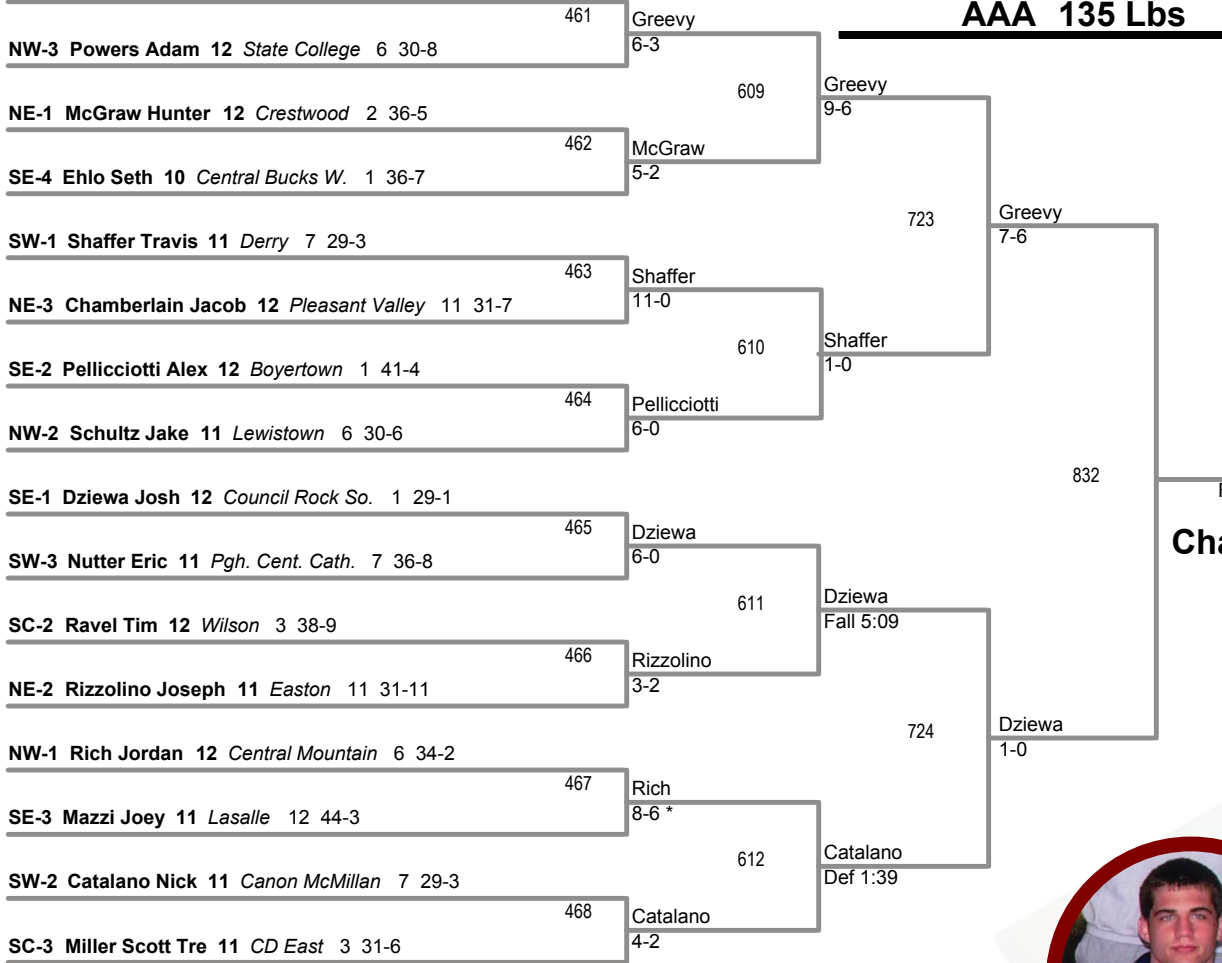 AAA 135 Lbs
461
Greevy
6-3
NW-3 Powers Adam 12 State College 6 30-8
609
Greevy
9-6
NE-1 McGraw Hunter 12 Crestwood 2 36-5
462
McGraw
5-2
SE-4 Ehlo Seth 10 Central Bucks W. 1 36-7
723
Greevy
7-6
SW-1 Shaffer Travis 11 Derry 7 29-3
463
Shaffer
11-0
NE-3 Chamberlain Jacob 12 Pleasant Valley 11 31-7
610
Shaffer
1-0
SE-2 Pellicciotti Alex 12 Boyertown 1 41-4
464
Pellicciotti
6-0
NW-2 Schultz Jake 11 Lewistown 6 30-6
832
SE-1 Dziewa Josh 12 Council Rock So. 1 29-1
465
Dziewa
6-0
SW-3 Nutter Eric 11 Pgh. Cent. Cath. 7 36-8
Cha
611
Dziewa
Fall 5:09
SC-2 Ravel Tim 12 Wilson 3 38-9
466
Rizzolino
3-2
NE-2 Rizzolino Joseph 11 Easton 11 31-11
724
Dziewa
1-0
NW-1 Rich Jordan 12 Central Mountain 6 34-2
467
Rich
8-6 *
SE-3 Mazzi Joey 11 Lasalle 12 44-3
612
Catalano
Def 1:39
SW-2 Catalano Nick 11 Canon McMillan 7 29-3
468
Catalano
4-2
SC-3 Miller Scott Tre 11 CD East 3 31-6